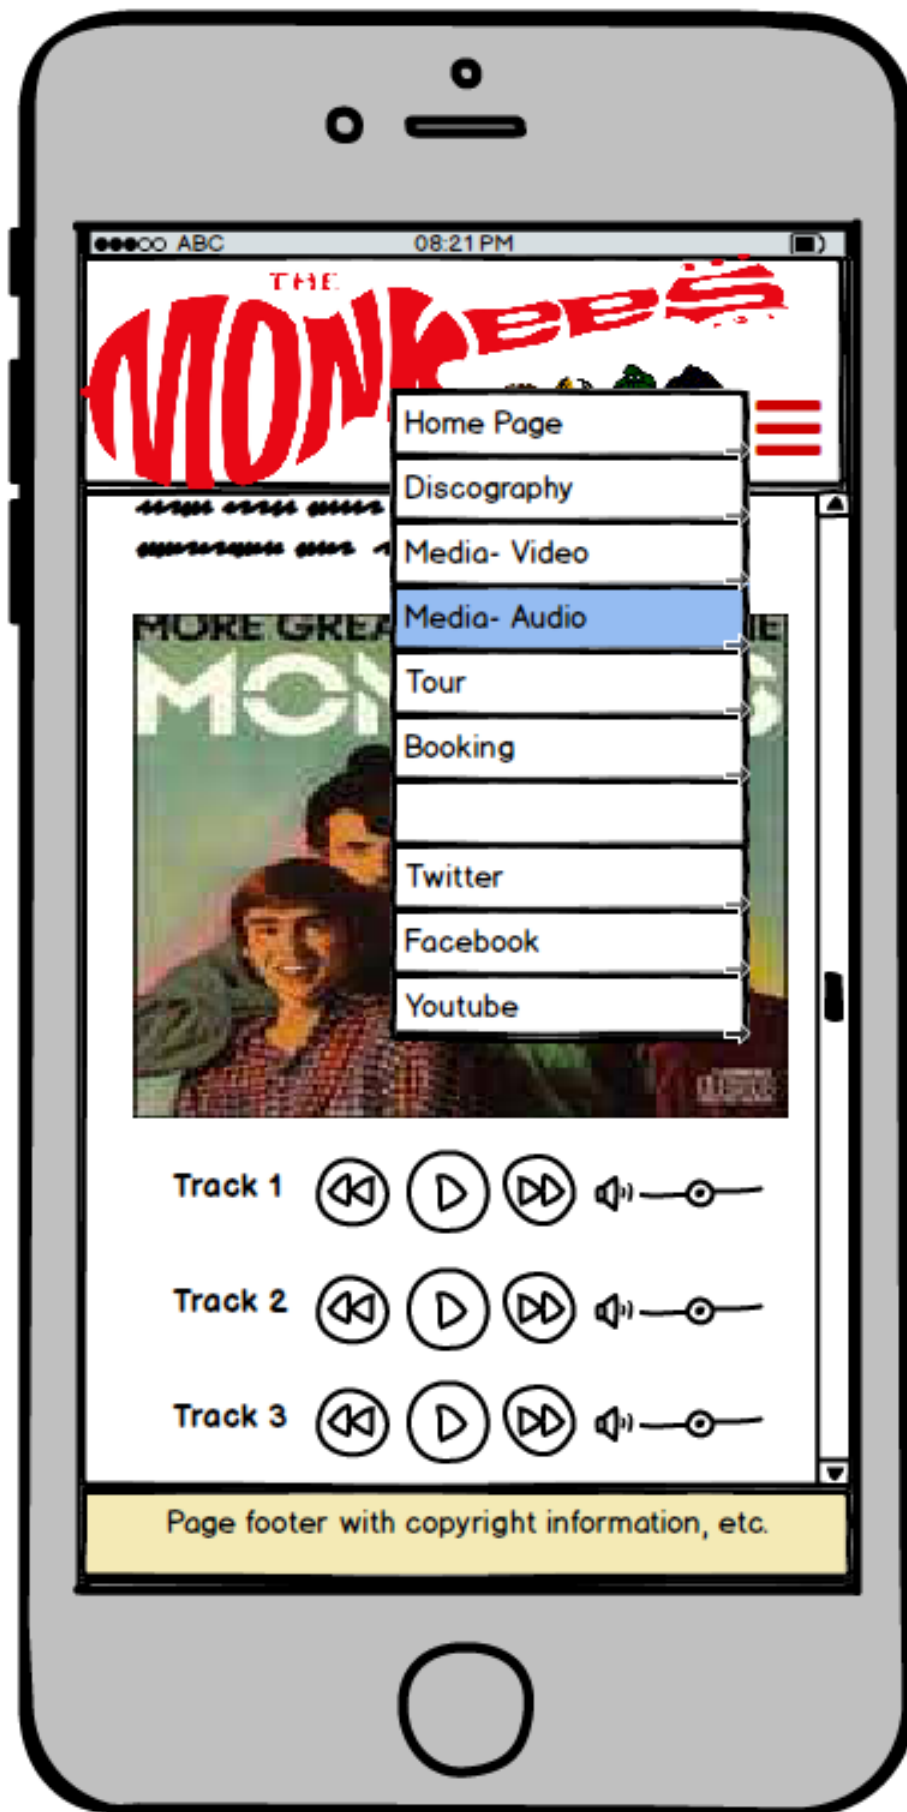 ABC 08:21 PM
THE
MONKEES
Home Page
Discography
Media- Video
Media- Audio
Tour
Booking
Twitter
Facebook
Youtube
MORE GREA
MON
S
Track 1
Track 2
Track 3
Page footer with copyright information, etc.